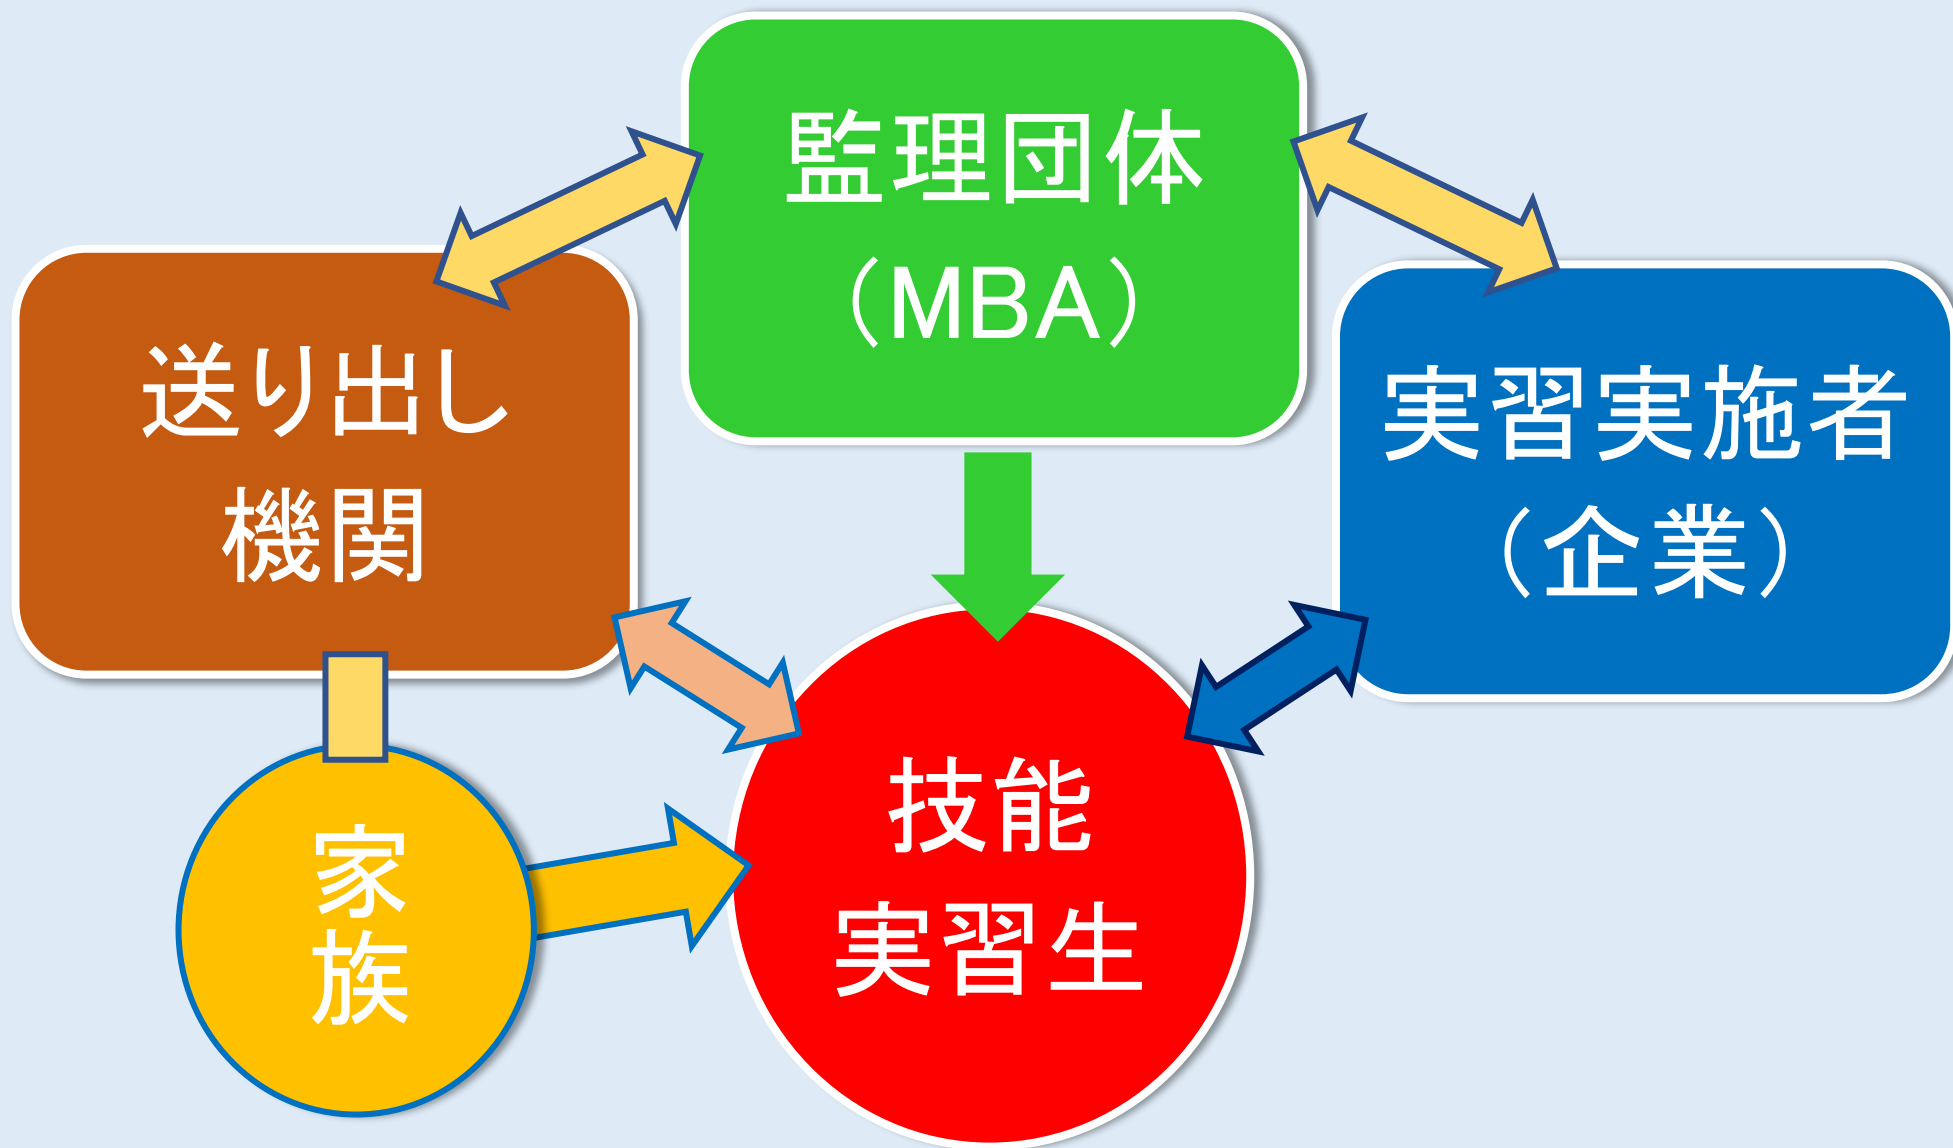 監理団体
（MBA）
送り出し
機関
実習実施者
（企業）
家
族
技能
実習生